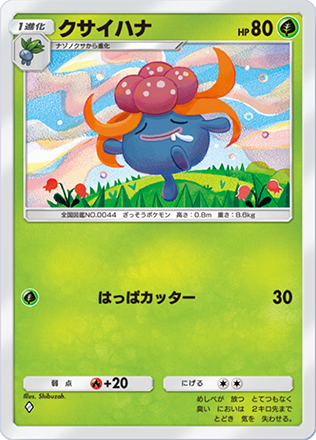 1進化 クサイハナ HP80
ナゾノクサから進化
全国図鑑NO.0044 ざっそうポケモン 高さ:0.8m 重さ:8.6kg
はっぱカッター 30
弱点 +20 にげる
Illus. Shibuzoh.
めしべが 放つ とてつもなく
臭い においは 2キロ先まで
とどき 気を 失わせる。